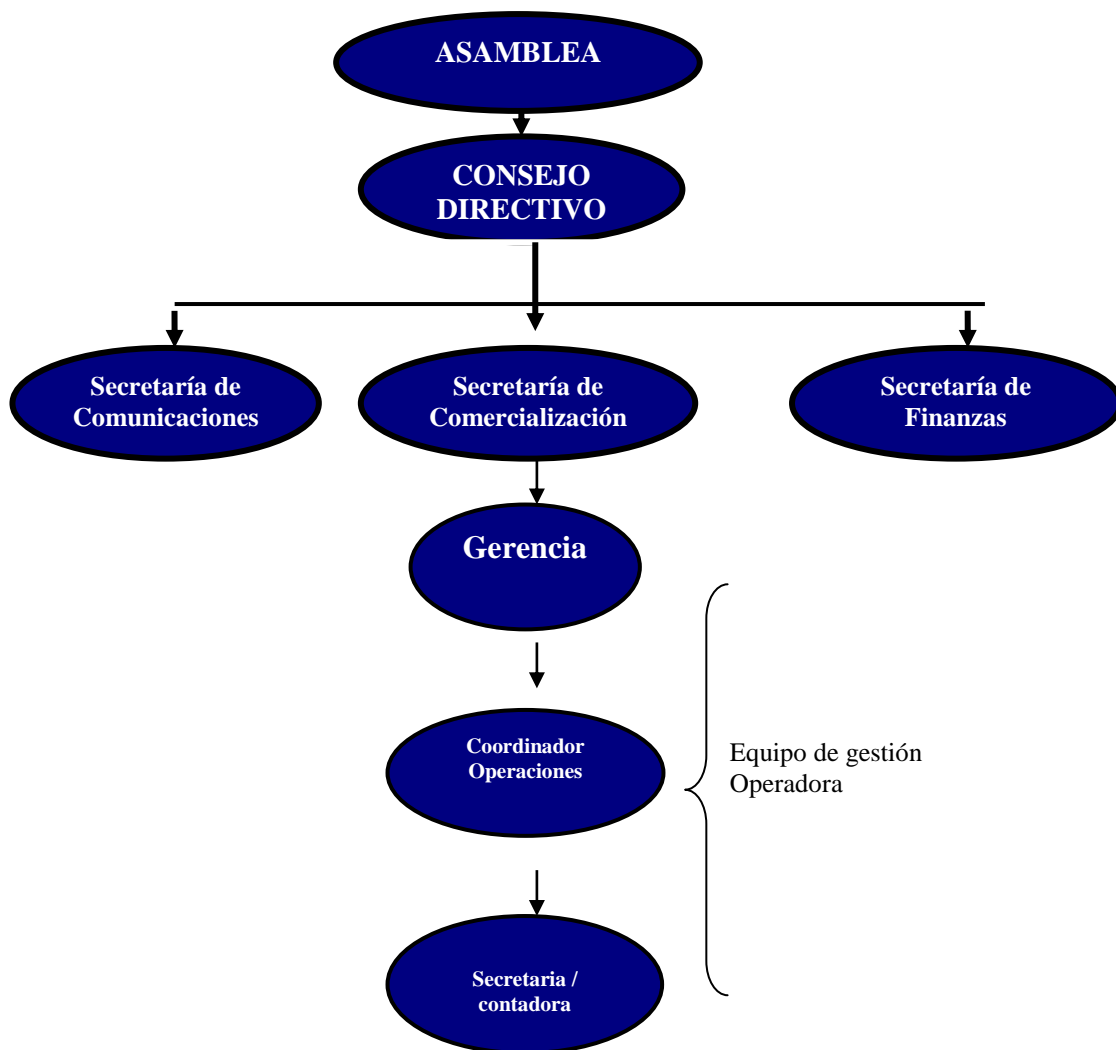 ASAMBLEA
CONSEJO
DIRECTIVO
Secretaría de
Comunicaciones
Secretaría de
Comercialización
Secretaría de
Finanzas
Gerencia
Coordinador
Operaciones
Equipo de gestión
Operadora
Secretaria /
contadora